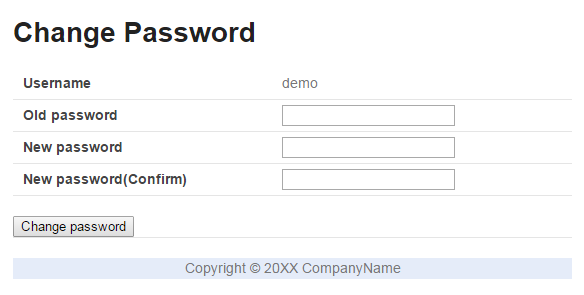 Change Password
Username demo
Old password
New password
New password(Confirm)
Change password
Copyright © 20XX CompanyName